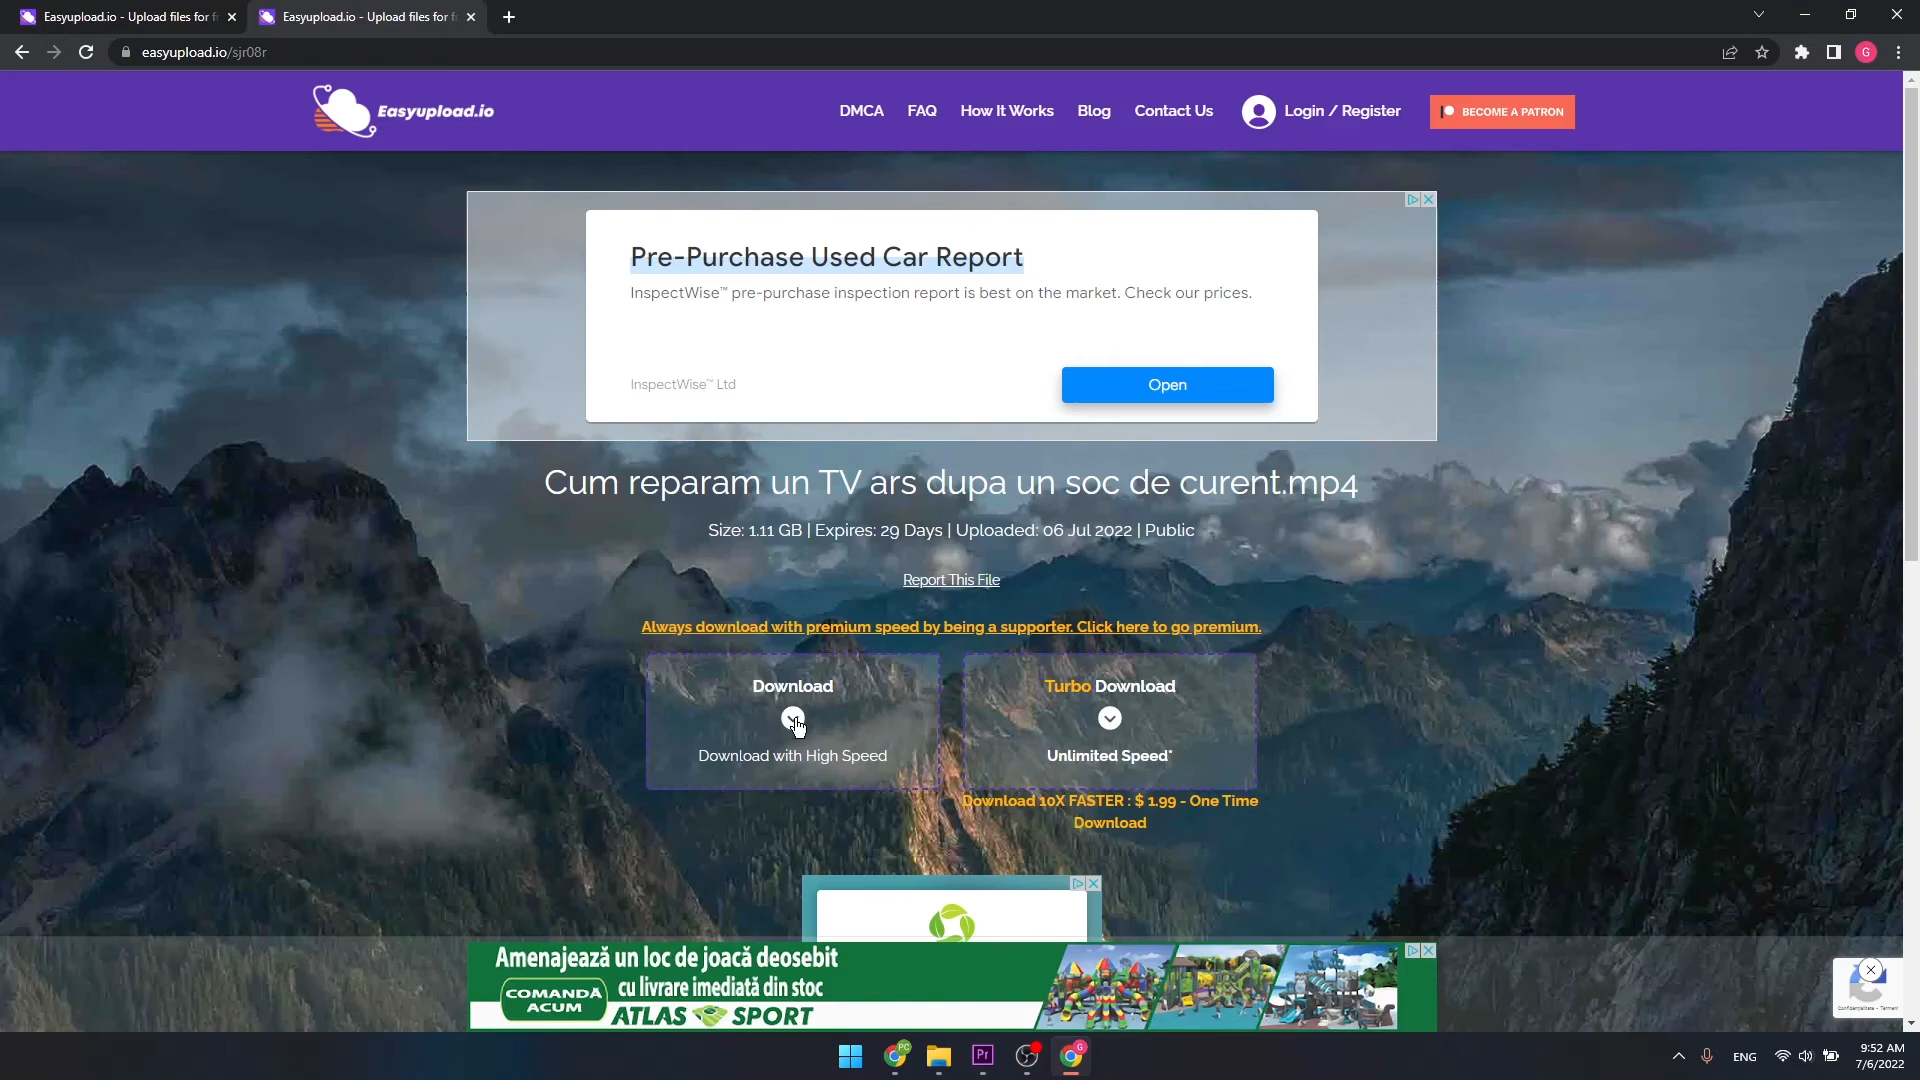 Easyupload.io - Upload files for f
Easyupload.io - Upload files for f
easyupload.io/sjr08r
G
Easyupload.io
DMCA
FAQ
How It Works
Blog
Contact Us
Login / Register
BECOME A PATRON
Pre-Purchase Used Car Report
InspectWise™ pre-purchase inspection report is best on the market. Check our prices.
InspectWise™ Ltd
Open
Cum reparam un TV ars dupa un soc de curent.mp4
Size: 1.11 GB | Expires: 29 Days | Uploaded: 06 Jul 2022 | Public
Report This File
Always download with premium speed by being a supporter. Click here to go premium.
Download
Download with High Speed
Turbo Download
Unlimited Speed*
Download 10X FASTER : $ 1.99 - One Time
Download
Amenajează un loc de joacă deosebit
cu livrare imediată din stoc
COMANDĂ
ACUM
ATLAS SPORT
Confidențialitate - Termeni
PC
Pr
G
ENG
9:52 AM
7/6/2022